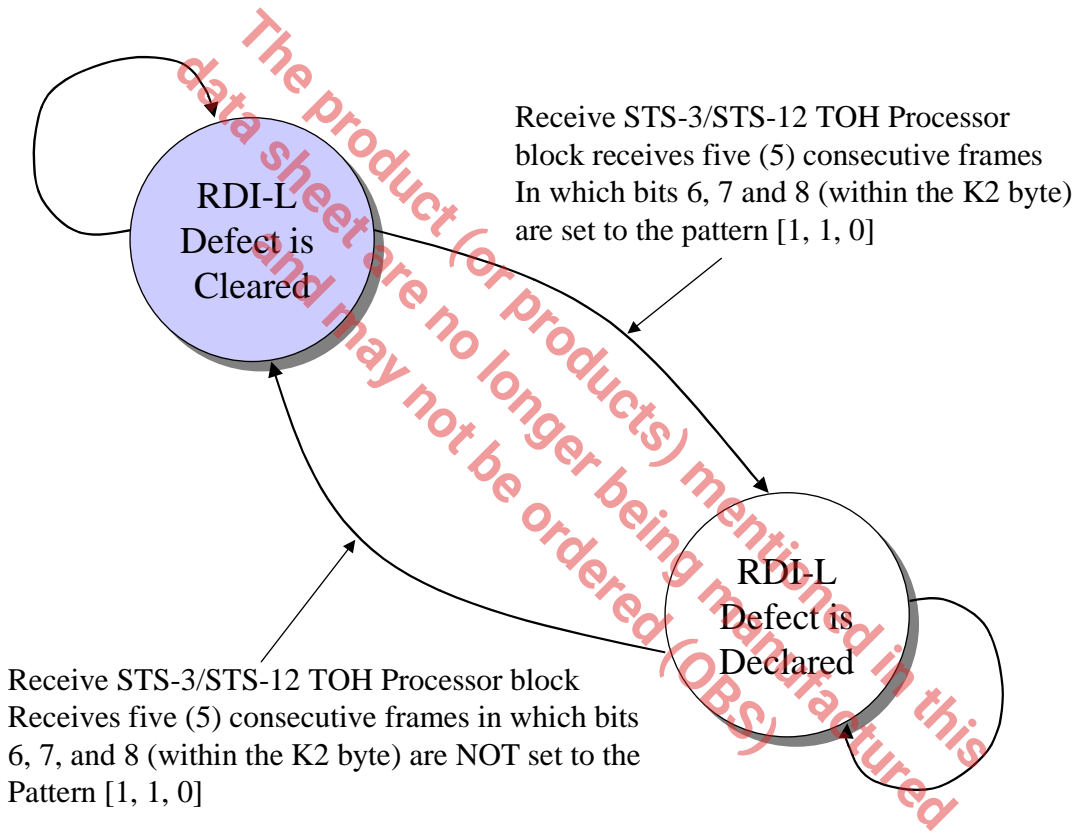 The product (or products) mentioned in this
data sheet are no longer being manufactured
and may not be ordered (OBS)
Receive STS-3/STS-12 TOH Processor
block receives five (5) consecutive frames
In which bits 6, 7 and 8 (within the K2 byte)
are set to the pattern [1, 1, 0]
RDI-L
Defect is
Cleared
RDI-L
Defect is
Declared
Receive STS-3/STS-12 TOH Processor block
Receives five (5) consecutive frames in which bits
6, 7, and 8 (within the K2 byte) are NOT set to the
Pattern [1, 1, 0]